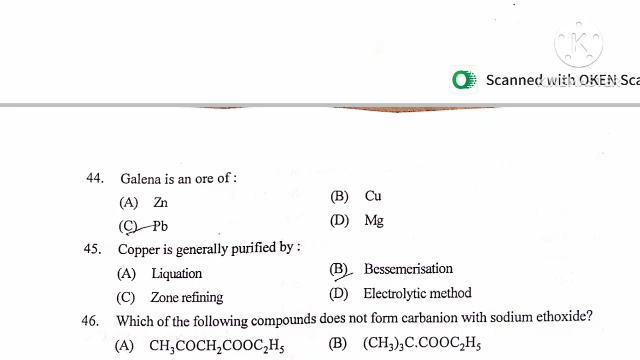 K
Scanned with OKEN Sca
44. Galena is an ore of :
(A) Zn
(B) Cu
(C) Pb
(D) Mg
45. Copper is generally purified by :
(A) Liquation
(B) Bessemerisation
(C) Zone refining
(D) Electrolytic method
46. Which of the following compounds does not form carbanion with sodium ethoxide?
(A) CH₃COCH₂COOC₂H₅
(B) (CH₃)₃C.COOC₂H₅